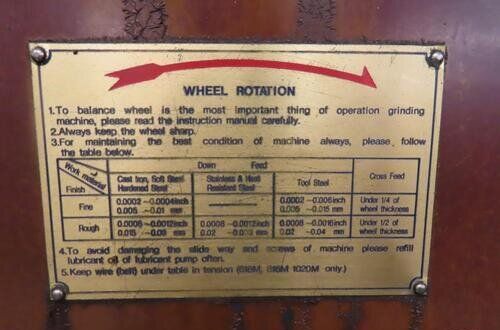 WHEEL ROTATION
1.To balance wheel is the most important thing of operation grinding
machine, please read the instruction manual carefully.
2.Always keep the wheel sharp.
3.For maintaining the best condition of machine always, please follow
the table below.
Work material
Finish
Down Feed
Cross Feed
Cast Iron, Soft Steel
Hardened Steel
Stainless & Heat
Resistant Steel
Tool Steel
Fine
0.0002 ~0.0004inch
0.005 ~0.01 mm
0.0002 ~0.0006inch
0.005 ~0.015 mm
Under 1/4 of
wheel thickness
Rough
0.0006 ~0.0012inch
0.015 ~0.03 mm
0.0008 ~0.0012inch
0.02 ~0.03 mm
0.0008 ~0.0016inch
0.02 ~0.04 mm
Under 1/2 of
wheel thickness
4.To avoid damaging the slide way and screws of machine please refill
lubricant oil of lubricant pump often.
5.Keep wire (belt) under table in tension (618M, 818M 1020M only.)